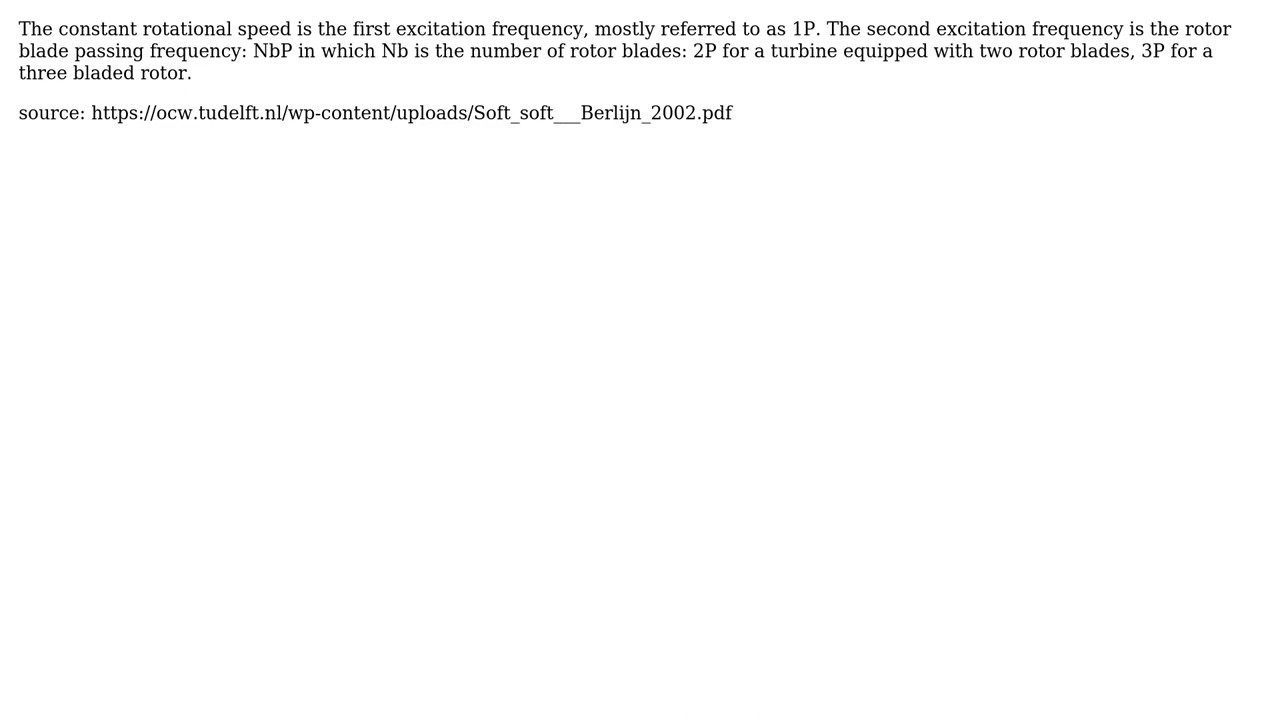 The constant rotational speed is the first excitation frequency, mostly referred to as 1P. The second excitation frequency is the rotor
blade passing frequency: NbP in which Nb is the number of rotor blades: 2P for a turbine equipped with two rotor blades, 3P for a
three bladed rotor.
source: https://ocw.tudelft.nl/wp-content/uploads/Soft_soft___Berlijn_2002.pdf